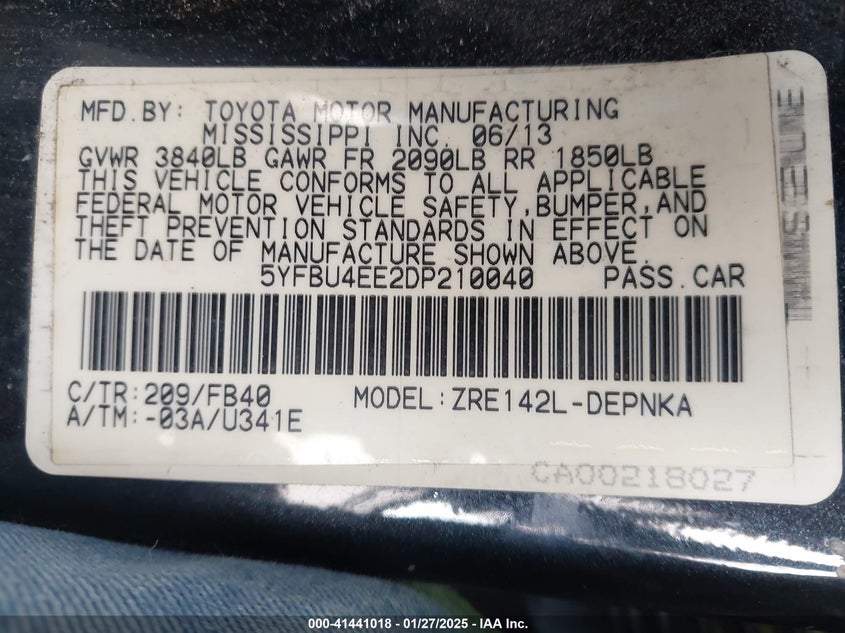 MFD.BY: TOYOTA MOTOR MANUFACTURING
MISSISSIPPI INC. 06/13
GVWR 3840LB GAWR FR 2090LB RR 1850LB
THIS VEHICLE CONFORMS TO ALL APPLICABLE
FEDERAL MOTOR VEHICLE SAFETY,BUMPER,AND
THEFT PREVENTION STANDARDS IN EFFECT ON
THE DATE OF MANUFACTURE SHOWN ABOVE.
5YFBU4EE2DP210040 PASS.CAR
C/TR:209/FB40 MODEL:ZRE142L-DEPNKA
A/TM:-03A/U341E
CA00218027
000-41441018 — 01/27/2025 — IAA Inc.